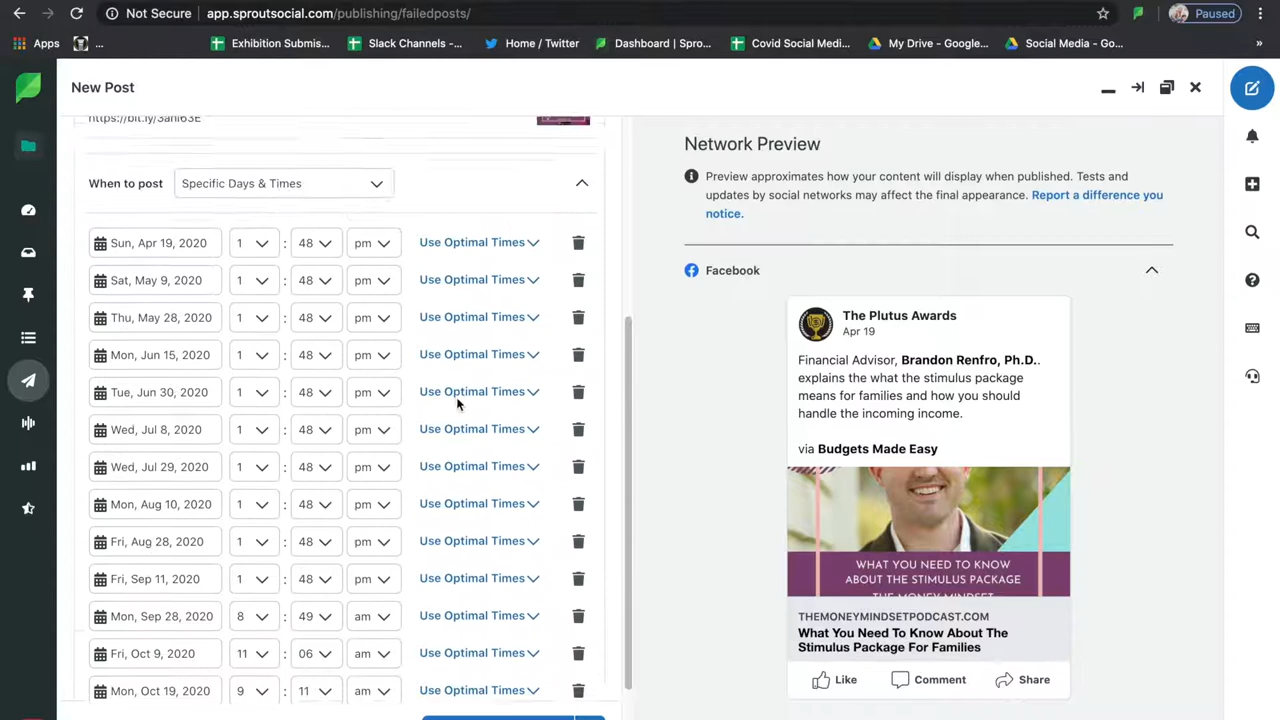 Not Secure | app.sproutsocial.com/publishing/failedposts/
Paused
Apps ... Exhibition Submis... Slack Channels -... Home / Twitter Dashboard | Spro... Covid Social Medi... My Drive - Google... Social Media - Go... »
New Post
https://bit.ly/3ahl63E
When to post Specific Days & Times
Sun, Apr 19, 2020 1 : 48 pm Use Optimal Times
Sat, May 9, 2020 1 : 48 pm Use Optimal Times
Thu, May 28, 2020 1 : 48 pm Use Optimal Times
Mon, Jun 15, 2020 1 : 48 pm Use Optimal Times
Tue, Jun 30, 2020 1 : 48 pm Use Optimal Times
Wed, Jul 8, 2020 1 : 48 pm Use Optimal Times
Wed, Jul 29, 2020 1 : 48 pm Use Optimal Times
Mon, Aug 10, 2020 1 : 48 pm Use Optimal Times
Fri, Aug 28, 2020 1 : 48 pm Use Optimal Times
Fri, Sep 11, 2020 1 : 48 pm Use Optimal Times
Mon, Sep 28, 2020 8 : 49 am Use Optimal Times
Fri, Oct 9, 2020 11 : 06 am Use Optimal Times
Mon, Oct 19, 2020 9 : 11 am Use Optimal Times
Network Preview
Preview approximates how your content will display when published. Tests and
updates by social networks may affect the final appearance. Report a difference you
notice.
Facebook
The Plutus Awards
Apr 19
Financial Advisor, Brandon Renfro, Ph.D..
explains the what the stimulus package
means for families and how you should
handle the incoming income.
via Budgets Made Easy
WHAT YOU NEED TO KNOW
ABOUT THE STIMULUS PACKAGE
THE MONEY MINDSET
THEMONEYMINDSETPODCAST.COM
What You Need To Know About The
Stimulus Package For Families
Like Comment Share